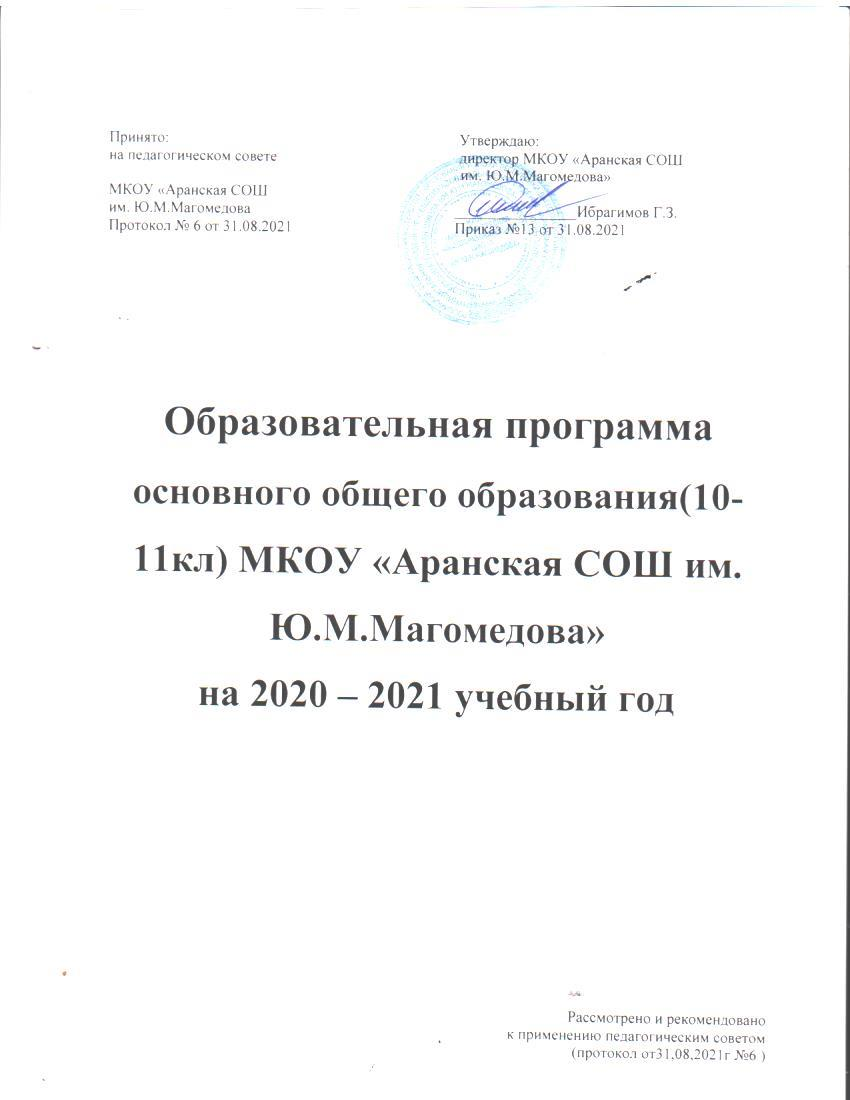 Принято:
на педагогическом совете
МКОУ «Аранская СОШ
им. Ю.М.Магомедова
Протокол № 6 от 31.08.2021
Утверждаю:
директор МКОУ «Аранская СОШ
им. Ю.М.Магомедова»
Ибрагимов Г.З.
Приказ №13 от 31.08.2021
Образовательная программа
основного общего образования(10-
11кл) МКОУ «Аранская СОШ им.
Ю.М.Магомедова»
на 2020 – 2021 учебный год
Рассмотрено и рекомендовано
к применению педагогическим советом
(протокол от31,08,2021г №6 )